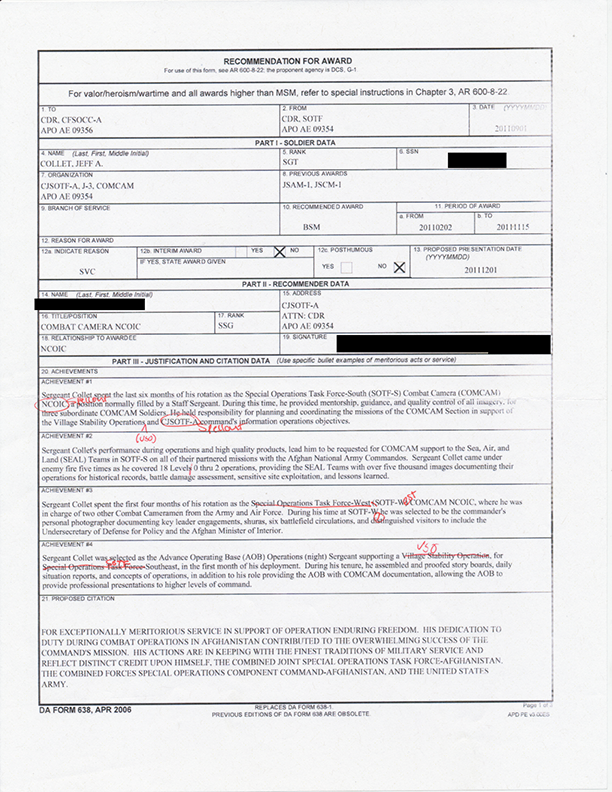 RECOMMENDATION FOR AWARD
For use of this form, see AR 600-8-22; the proponent agency is DCS, G-1.
For valor/heroism/wartime and all awards higher than MSM, refer to special instructions in Chapter 3, AR 600-8-22.
1. TO
CDR, CFSOCC-A
APO AE 09356
2. FROM
CDR, SOTF
APO AE 09354
3. DATE (YYYYMMDD)
20110901
PART I - SOLDIER DATA
4. NAME (Last, First, Middle Initial)
COLLET, JEFF A.
5. RANK
SGT
6. SSN
7. ORGANIZATION
CJSOTF-A, J-3, COMCAM
APO AE 09354
8. PREVIOUS AWARDS
JSAM-1, JSCM-1
9. BRANCH OF SERVICE
10. RECOMMENDED AWARD
BSM
11. PERIOD OF AWARD
a. FROM
20110202
b. TO
20111115
12. REASON FOR AWARD
12a. INDICATE REASON
SVC
12b. INTERIM AWARD YES NO
IF YES, STATE AWARD GIVEN
12c. POSTHUMOUS
YES NO
13. PROPOSED PRESENTATION DATE
(YYYYMMDD)
20111201
PART II - RECOMMENDER DATA
14. NAME (Last, First, Middle Initial)
15. ADDRESS
CJSOTF-A
ATTN: CDR
APO AE 09354
16. TITLE/POSITION
COMBAT CAMERA NCOIC
17. RANK
SSG
18. RELATIONSHIP TO AWARDEE
NCOIC
19. SIGNATURE
PART III - JUSTIFICATION AND CITATION DATA (Use specific bullet examples of meritorious acts or service)
20. ACHIEVEMENTS
ACHIEVEMENT #1
Sergeant Collet spent the last six months of his rotation as the Special Operations Task Force-South (SOTF-S) Combat Camera (COMCAM)
NCOIC, a position normally filled by a Staff Sergeant. During this time, he provided mentorship, guidance, and quality control of all imagery, for
three subordinate COMCAM Soldiers. He held responsibility for planning and coordinating the missions of the COMCAM Section in support of
the Village Stability Operations and CJSOTF-A command's information operations objectives.
(VSO)
ACHIEVEMENT #2
Sergeant Collet's performance during operations and high quality products, lead him to be requested for COMCAM support to the Sea, Air, and
Land (SEAL) Teams in SOTF-S on all of their partnered missions with the Afghan National Army Commandos. Sergeant Collet came under
enemy fire five times as he covered 18 Level 0 thru 2 operations, providing the SEAL Teams with over five thousand images documenting their
operations for historical records, battle damage assessment, sensitive site exploitation, and lessons learned.
ACHIEVEMENT #3
Sergeant Collet spent the first four months of his rotation as the Special Operations Task Force-West SOTF-W COMCAM NCOIC, where he was
in charge of two other Combat Cameramen from the Army and Air Force. During his time at SOTF-W, he was selected to be the commander's
personal photographer documenting key leader engagements, shuras, six battlefield circulations, and distinguished visitors to include the
Undersecretary of Defense for Policy and the Afghan Minister of Interior.
ACHIEVEMENT #4
VSO
Sergeant Collet was selected as the Advance Operating Base (AOB) Operations (night) Sergeant supporting a Village Stability Operation, for
Special Operations Task Force-Southeast, in the first month of his deployment. During his tenure, he assembled and proofed story boards, daily
situation reports, and concepts of operations, in addition to his role providing the AOB with COMCAM documentation, allowing the AOB to
provide professional presentations to higher levels of command.
21. PROPOSED CITATION
FOR EXCEPTIONALLY MERITORIOUS SERVICE IN SUPPORT OF OPERATION ENDURING FREEDOM. HIS DEDICATION TO
DUTY DURING COMBAT OPERATIONS IN AFGHANISTAN CONTRIBUTED TO THE OVERWHELMING SUCCESS OF THE
COMMAND'S MISSION. HIS ACTIONS ARE IN KEEPING WITH THE FINEST TRADITIONS OF MILITARY SERVICE AND
REFLECT DISTINCT CREDIT UPON HIMSELF, THE COMBINED JOINT SPECIAL OPERATIONS TASK FORCE-AFGHANISTAN,
THE COMBINED FORCES SPECIAL OPERATIONS COMPONENT COMMAND-AFGHANISTAN, AND THE UNITED STATES
ARMY.
DA FORM 638, APR 2006
REPLACES DA FORM 638-1.
PREVIOUS EDITIONS OF DA FORM 638 ARE OBSOLETE.
Page 1 of 3